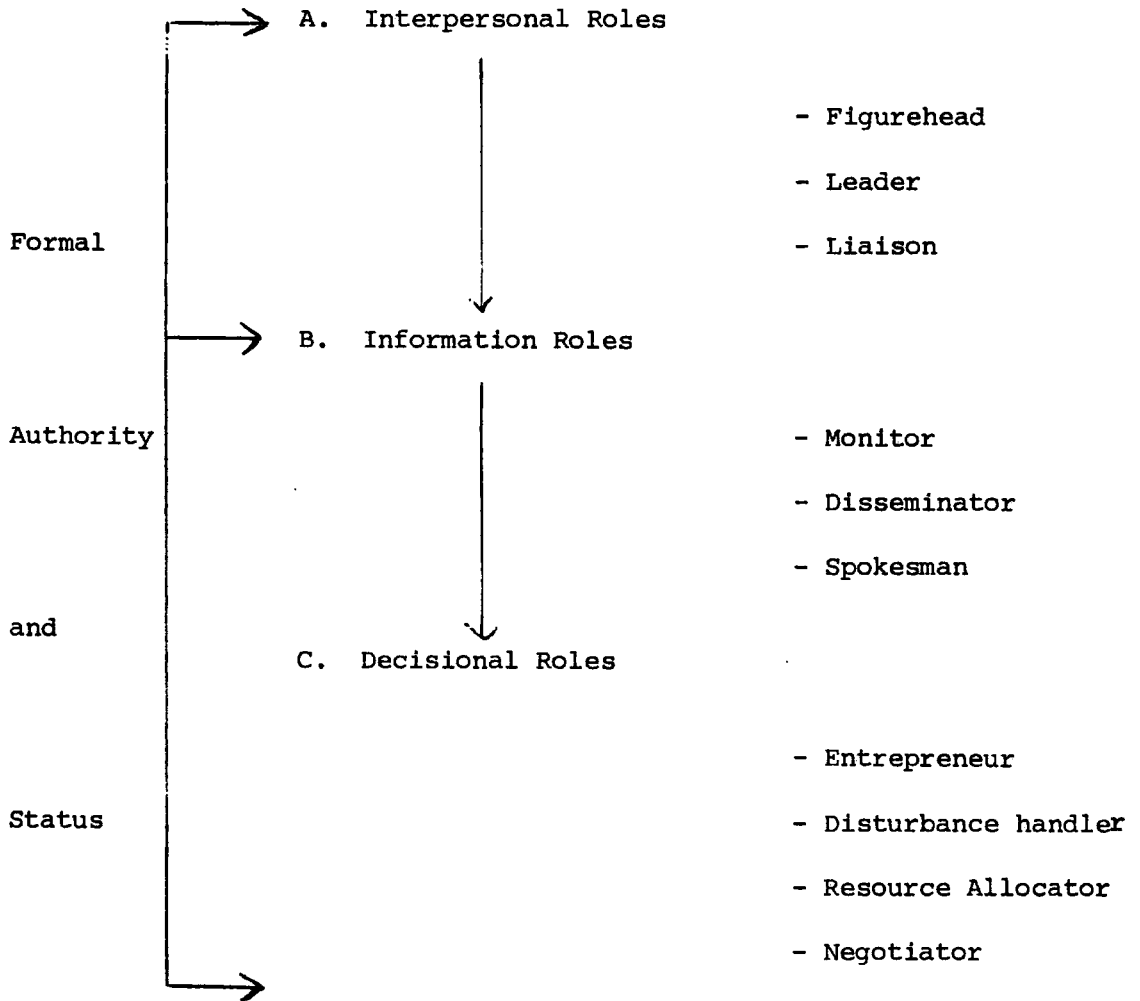 A. Interpersonal Roles
- Figurehead
- Leader
Formal
- Liaison
B. Information Roles
Authority
- Monitor
- Disseminator
- Spokesman
and
C. Decisional Roles
- Entrepreneur
Status
- Disturbance handler
- Resource Allocator
- Negotiator